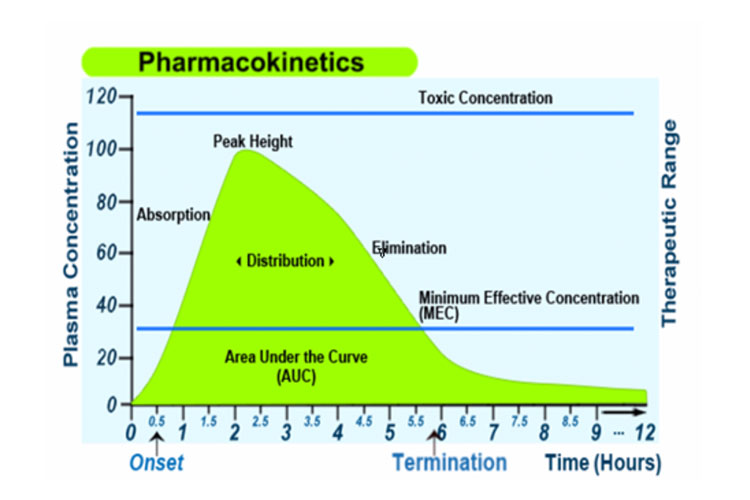 Pharmacokinetics
120
Toxic Concentration
100
Peak Height
80
Absorption
Elimination
60
Distribution
Minimum Effective Concentration
(MEC)
40
20
Area Under the Curve
(AUC)
0
Plasma Concentration
Therapeutic Range
0 0.5 1 1.5 2 2.5 3 3.5 4 4.5 5 5.5 6 6.5 7 7.5 8 8.5 9 ... 12
Onset Termination Time (Hours)